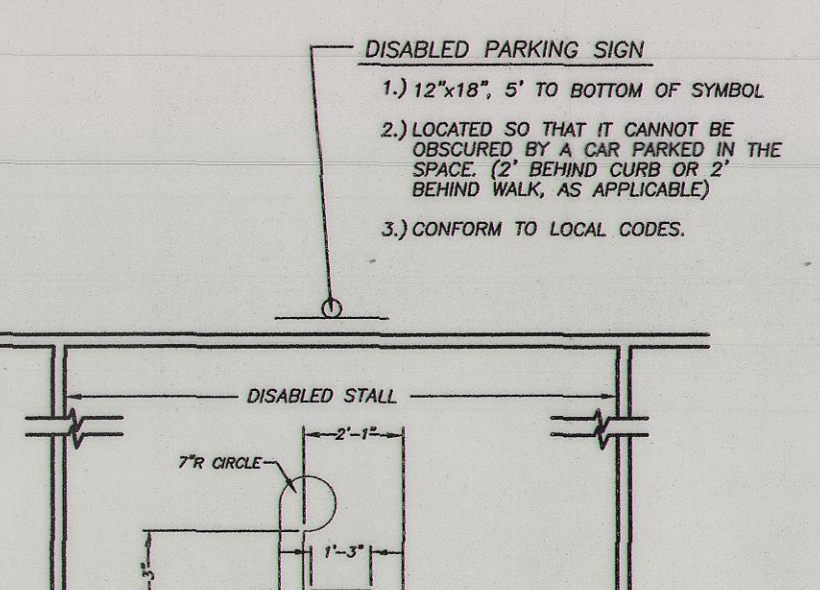 DISABLED PARKING SIGN
1.) 12"x18", 5' TO BOTTOM OF SYMBOL
2.) LOCATED SO THAT IT CANNOT BE
OBSCURED BY A CAR PARKED IN THE
SPACE. (2' BEHIND CURB OR 2'
BEHIND WALK, AS APPLICABLE)
3.) CONFORM TO LOCAL CODES.
DISABLED STALL
2'-1"
7"R CIRCLE
1'-3"